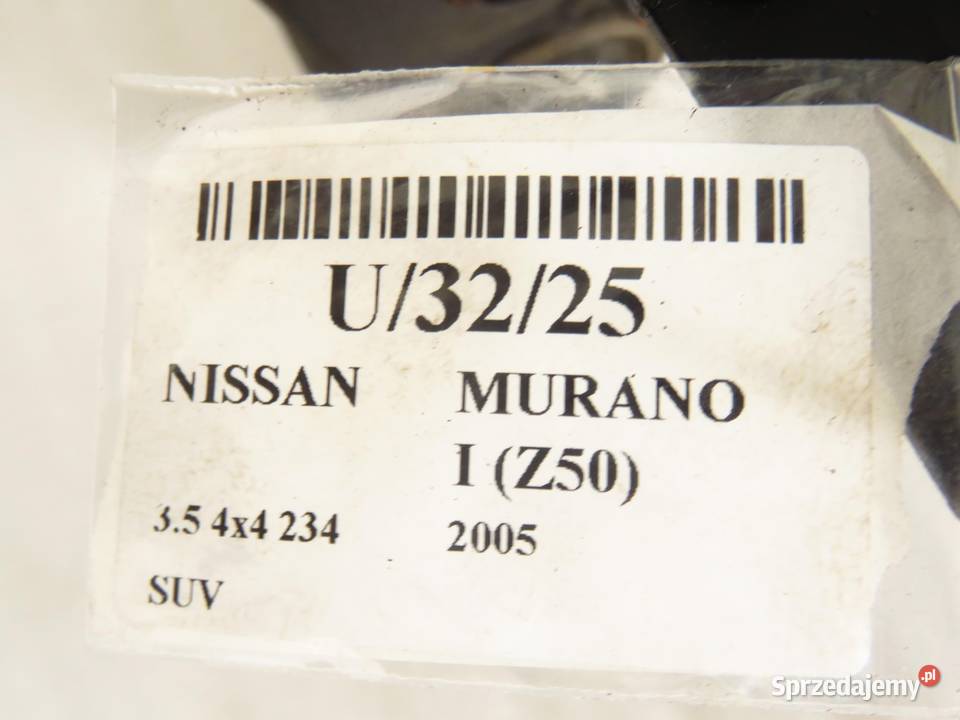 U/32/25
NISSAN MURANO
I (Z50)
3.5 4x4 234 2005
SUV
Sprzedajemy.pl